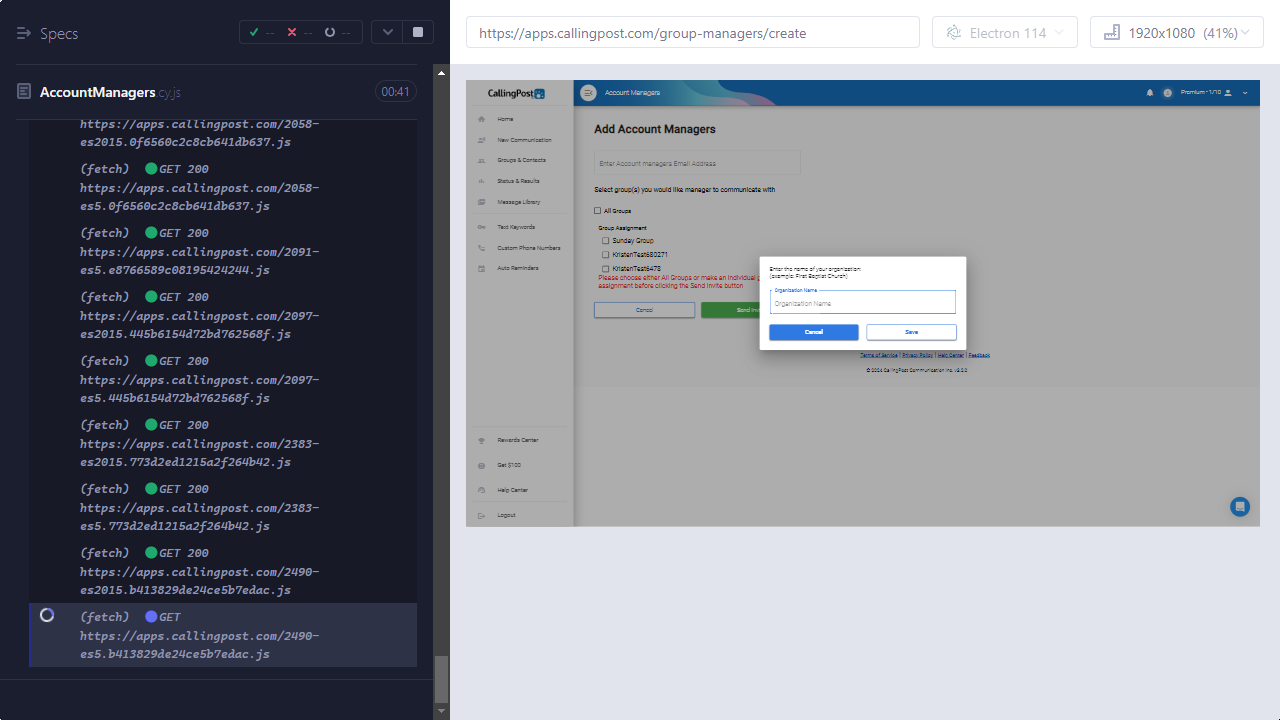 Specs
--
--
--
AccountManagers.cy.js
00:41
https://apps.callingpost.com/2058-
es2015.0f6560c2c8cb641db637.js
(fetch) GET 200
https://apps.callingpost.com/2058-
es5.0f6560c2c8cb641db637.js
(fetch) GET 200
https://apps.callingpost.com/2091-
es5.e8766589c08195424244.js
(fetch) GET 200
https://apps.callingpost.com/2097-
es2015.445b6154d72bd762568f.js
(fetch) GET 200
https://apps.callingpost.com/2097-
es5.445b6154d72bd762568f.js
(fetch) GET 200
https://apps.callingpost.com/2383-
es2015.773d2ed1215a2f264b42.js
(fetch) GET 200
https://apps.callingpost.com/2383-
es5.773d2ed1215a2f264b42.js
(fetch) GET 200
https://apps.callingpost.com/2490-
es2015.b413829de24ce5b7edac.js
(fetch) GET
https://apps.callingpost.com/2490-
es5.b413829de24ce5b7edac.js
https://apps.callingpost.com/group-managers/create
Electron 114
1920x1080 (41%)
CallingPost
Account Managers
Premium - 1/10
Home
New Communication
Groups & Contacts
Status & Results
Message Library
Text Keywords
Custom Phone Numbers
Auto Reminders
Rewards Center
Get $100
Help Center
Logout
Add Account Managers
Enter Account managers Email Address
Select group(s) you would like manager to communicate with
All Groups
Group Assignment
Sunday Group
KristenTest680271
KristenTest6478
Please choose either All Groups or make an individual g
assignment before clicking the Send Invite button
Cancel
Send Inv
Enter the name of your organization:
(example: First Baptist Church)
Organization Name
Organization Name
Cancel
Save
Terms of Service | Privacy Policy | Help Center | Feedback
© 2024 CallingPost Communication Inc.